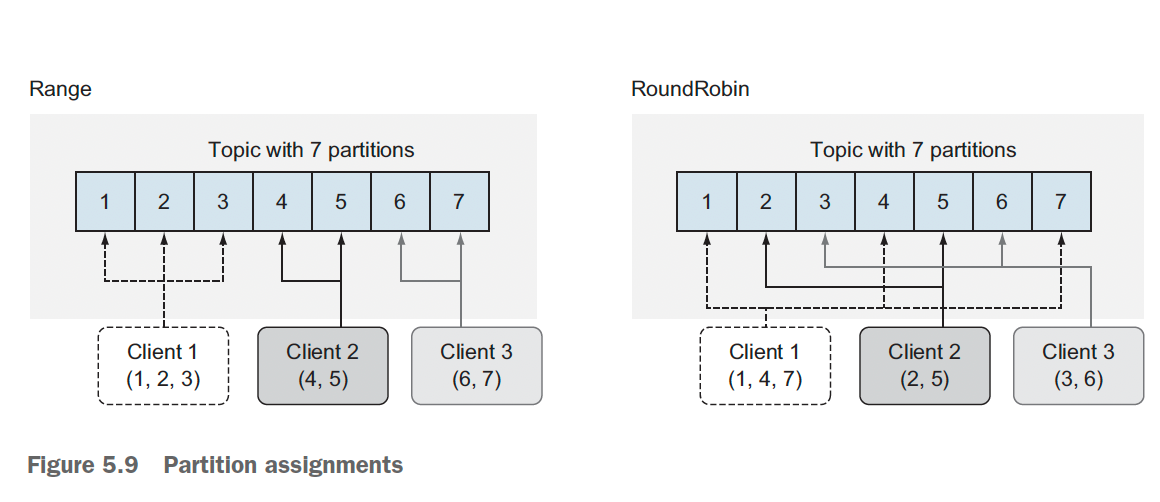 Range
Topic with 7 partitions
1 2 3 4 5 6 7
Client 1
(1, 2, 3)
Client 2
(4, 5)
Client 3
(6, 7)
RoundRobin
Topic with 7 partitions
1 2 3 4 5 6 7
Client 1
(1, 4, 7)
Client 2
(2, 5)
Client 3
(3, 6)
Figure 5.9 Partition assignments